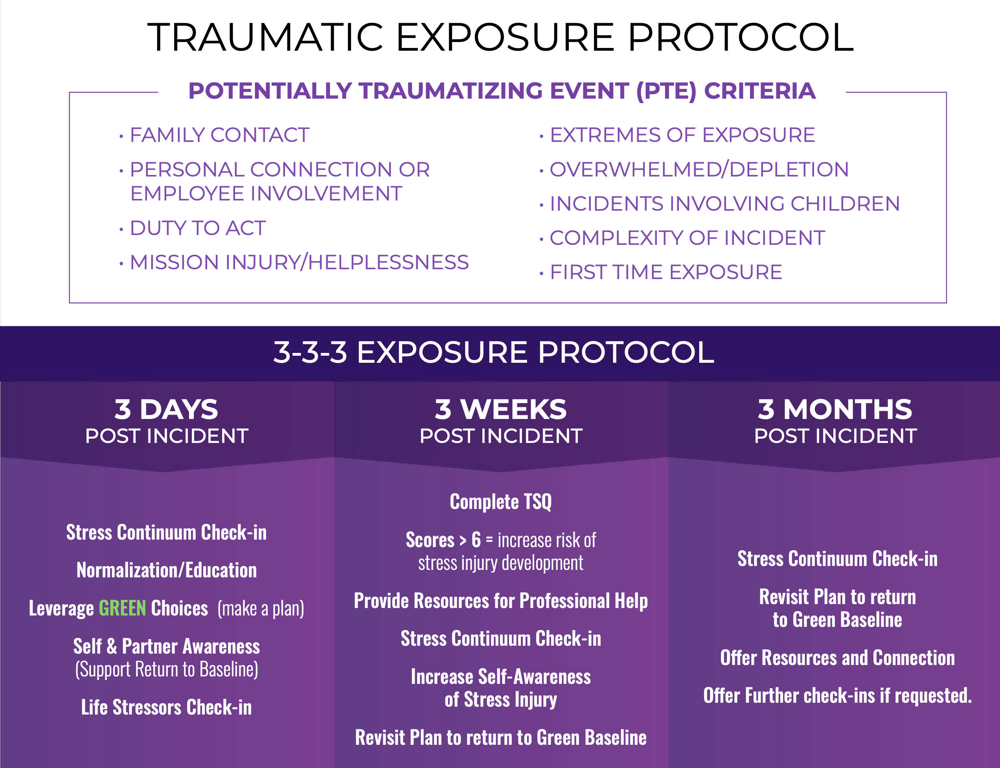 TRAUMATIC EXPOSURE PROTOCOL
POTENTIALLY TRAUMATIZING EVENT (PTE) CRITERIA
• FAMILY CONTACT
• PERSONAL CONNECTION OR
EMPLOYEE INVOLVEMENT
• DUTY TO ACT
• MISSION INJURY/HELPLESSNESS
• EXTREMES OF EXPOSURE
• OVERWHELMED/DEPLETION
• INCIDENTS INVOLVING CHILDREN
• COMPLEXITY OF INCIDENT
• FIRST TIME EXPOSURE
3-3-3 EXPOSURE PROTOCOL
3 DAYS
POST INCIDENT
Stress Continuum Check-in
Normalization/Education
Leverage GREEN Choices (make a plan)
Self & Partner Awareness
(Support Return to Baseline)
Life Stressors Check-in
3 WEEKS
POST INCIDENT
Complete TSQ
Scores > 6 = increase risk of
stress injury development
Provide Resources for Professional Help
Stress Continuum Check-in
Increase Self-Awareness
of Stress Injury
Revisit Plan to return to Green Baseline
3 MONTHS
POST INCIDENT
Stress Continuum Check-in
Revisit Plan to return
to Green Baseline
Offer Resources and Connection
Offer Further check-ins if requested.